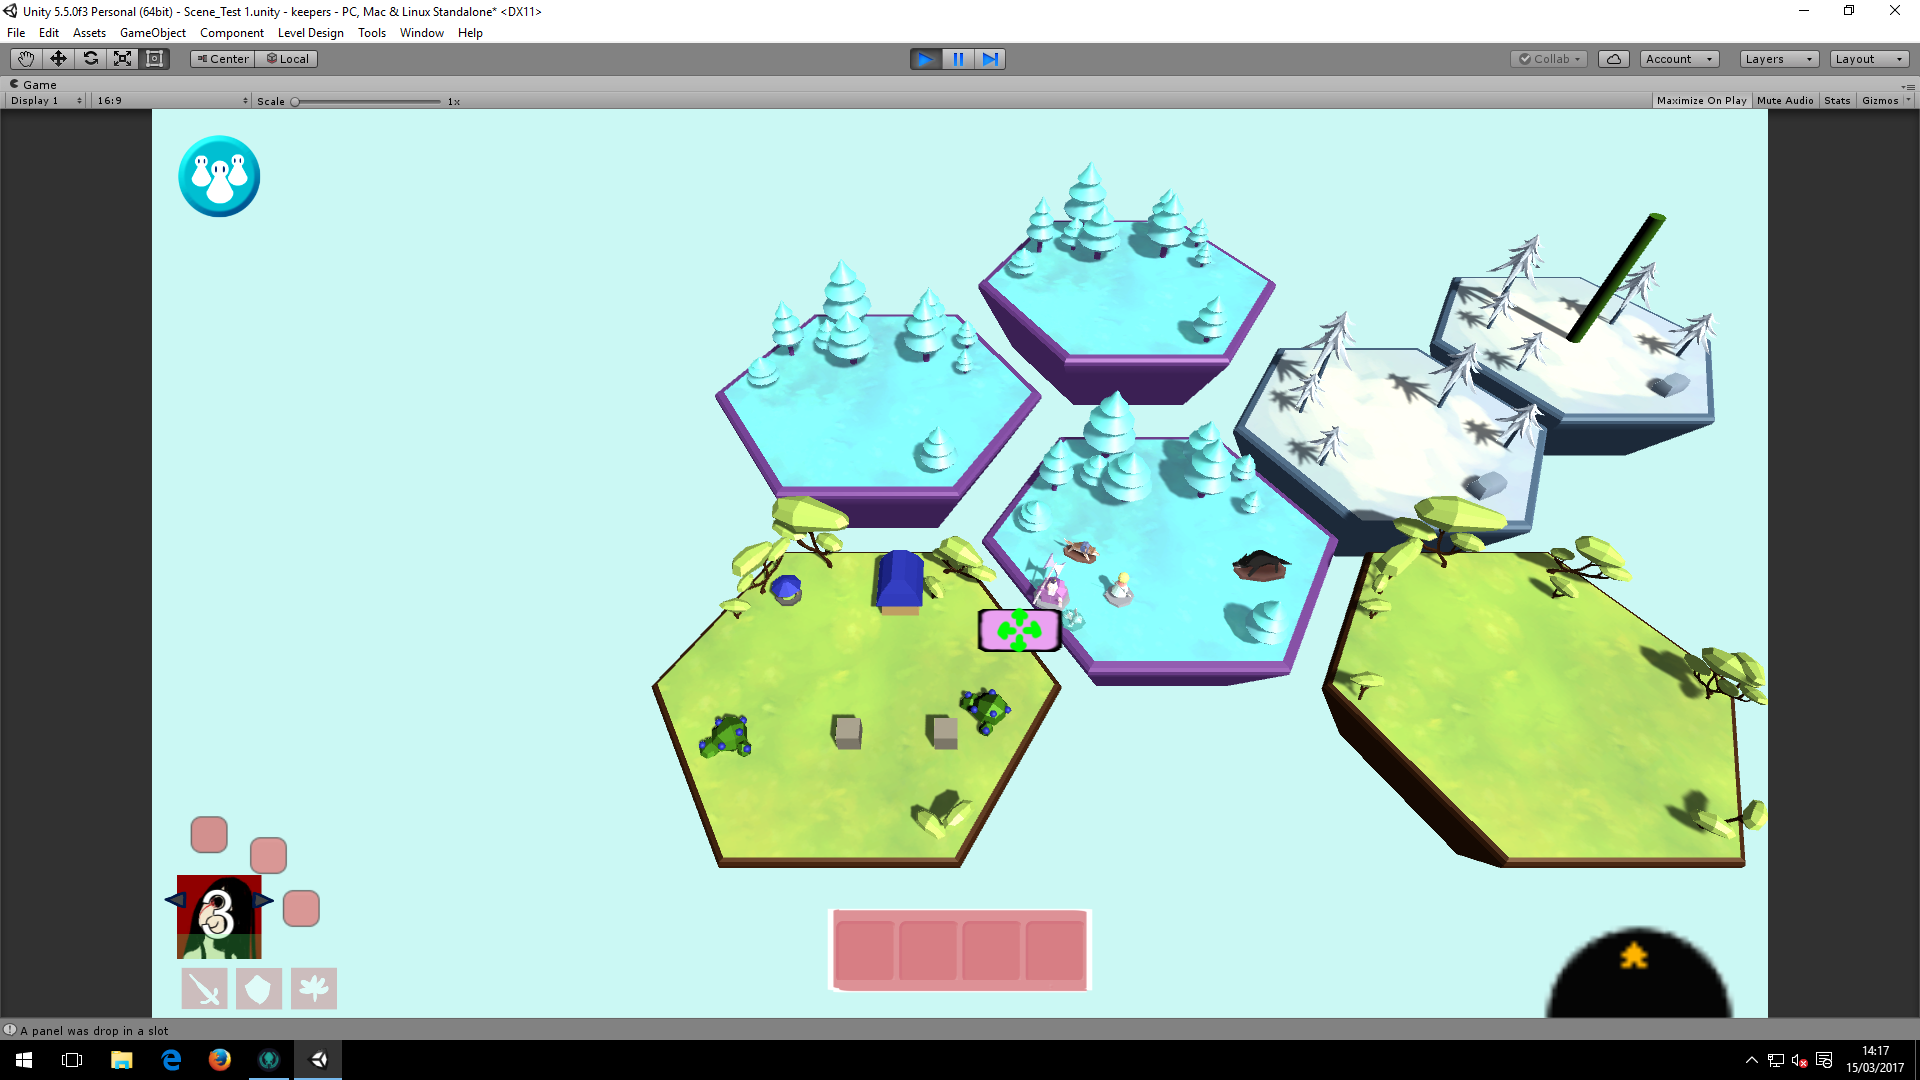 Unity 5.5.0f3 Personal (64bit) - Scene_Test 1.unity - keepers - PC, Mac & Linux Standalone* <DX11>
File Edit Assets GameObject Component Level Design Tools Window Help
Center Local Collab Account Layers Layout
Game
Display 1 16:9 Scale 1x Maximize On Play Mute Audio Stats Gizmos
3
A panel was drop in a slot
14:17
15/03/2017